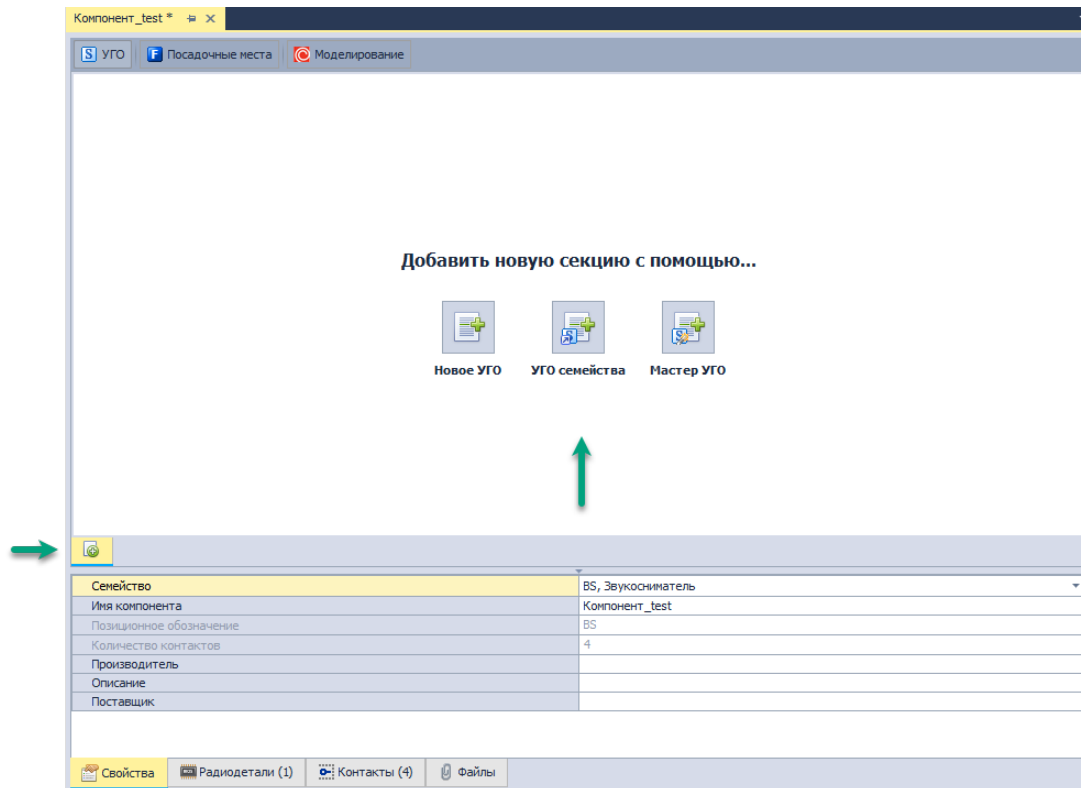 Компонент_test *
УГО Посадочные места Моделирование
Добавить новую секцию с помощью...
Новое УГО УГО семейства Мастер УГО
Семейство BS, Звукосниматель
Имя компонента Компонент_test
Позиционное обозначение BS
Количество контактов 4
Производитель
Описание
Поставщик
Свойства Радиодетали (1) Контакты (4) Файлы